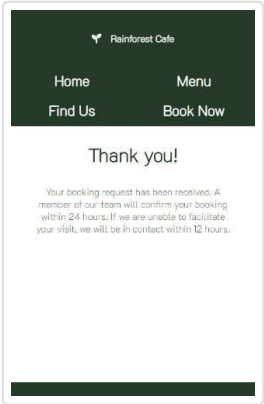 Rainforest Cafe
Home
Menu
Find Us
Book Now
Thank you!
Your booking request has been received. A
member of our team will confirm your booking
within 24 hours. If we are unable to facilitate
your visit, we will be in contact within 12 hours.